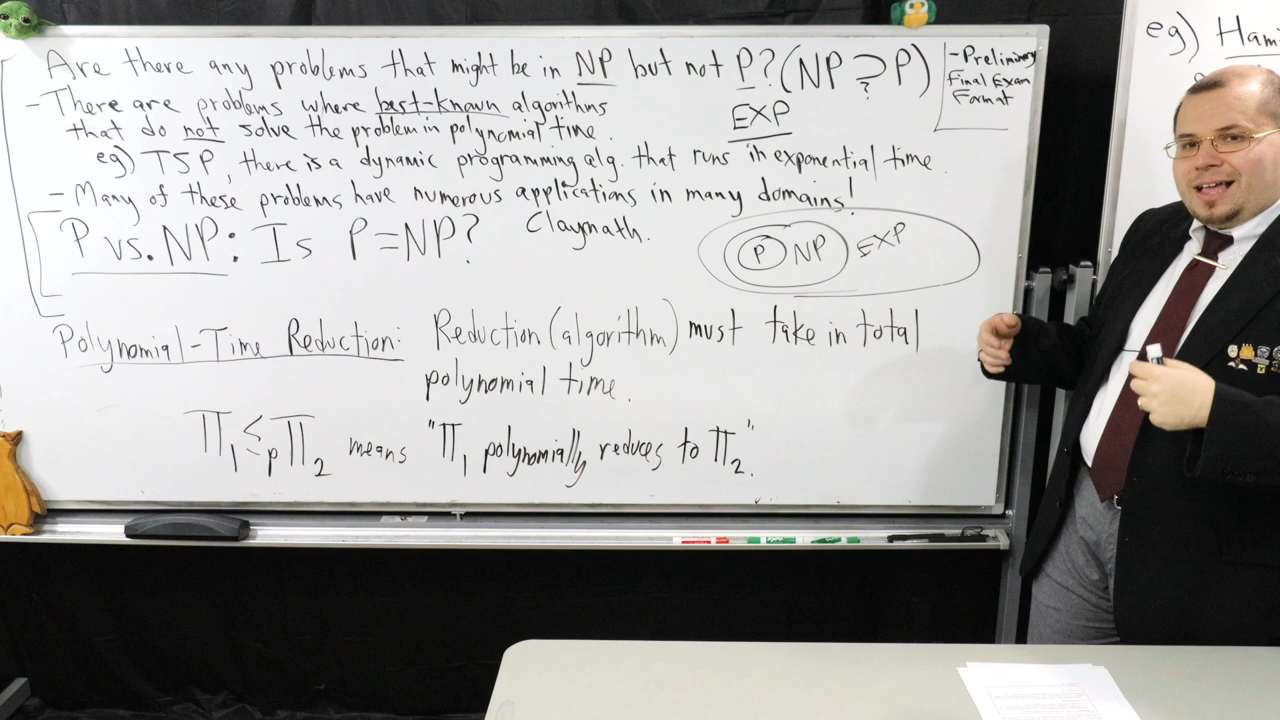 Are there any problems that might be in NP but not P? (NP ? P)
- There are problems where best-known algorithms
that do not solve the problem in polynomial time.
EXP
eg) TSP, there is a dynamic programming alg. that runs in exponential time.
- Many of these problems have numerous applications in many domains!
P vs. NP: Is P=NP? Claymath.
P NP EXP
Polynomial-Time Reduction: Reduction (algorithm) must take in total
polynomial time.
Π1 ≤p Π2 means "Π1 polynomially reduces to Π2".
- Preliminary
Final Exam
Format
eg) Ham